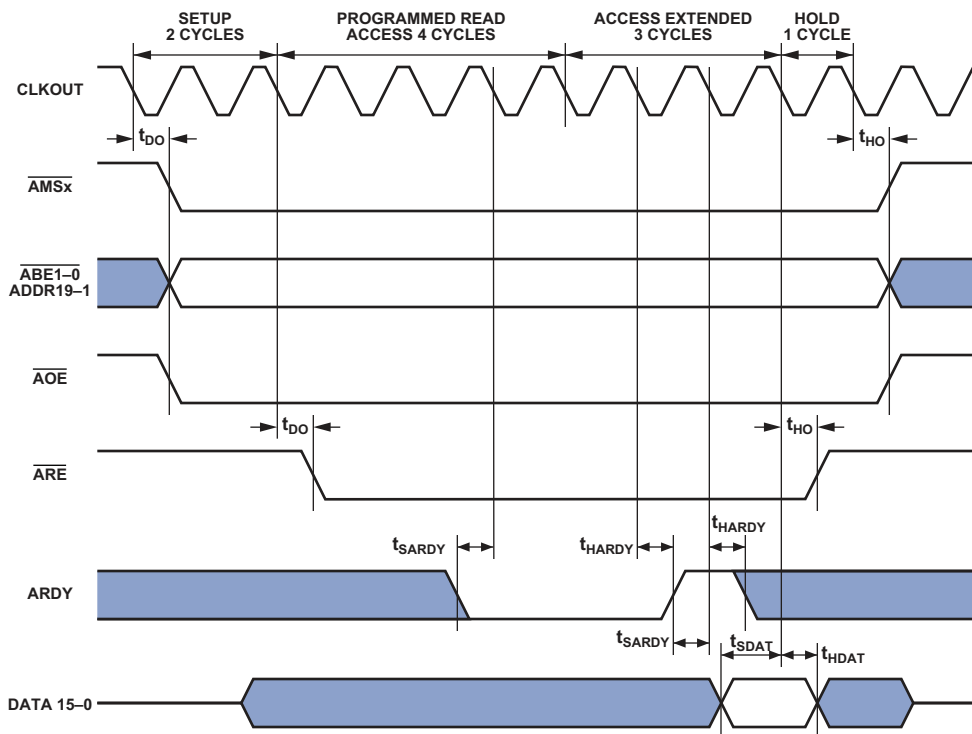 SETUP
2 CYCLES
PROGRAMMED READ
ACCESS 4 CYCLES
ACCESS EXTENDED
3 CYCLES
HOLD
1 CYCLE
CLKOUT
tDO
tHO
AMSx
ABE1–0
ADDR19–1
AOE
tDO
tHO
ARE
tSARDY
tHARDY
tHARDY
ARDY
tSARDY
tSDAT
tHDAT
DATA 15–0